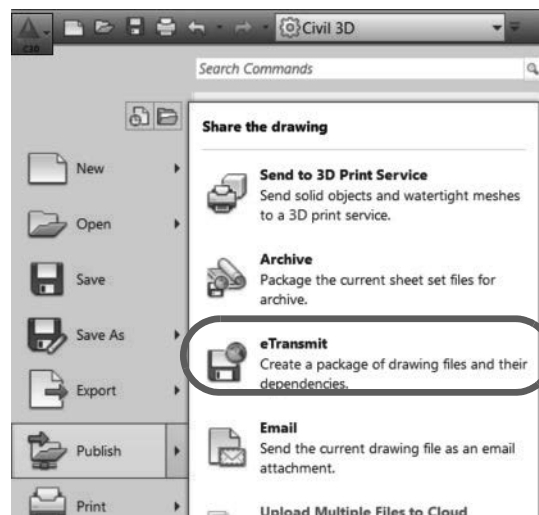 C3D
Civil 3D
Search Commands
Share the drawing
New
Open
Save
Save As
Export
Publish
Print
Send to 3D Print Service
Send solid objects and watertight meshes
to a 3D print service.
Archive
Package the current sheet set files for
archive.
eTransmit
Create a package of drawing files and their
dependencies.
Email
Send the current drawing file as an email
attachment.
Upload Multiple Files to Cloud